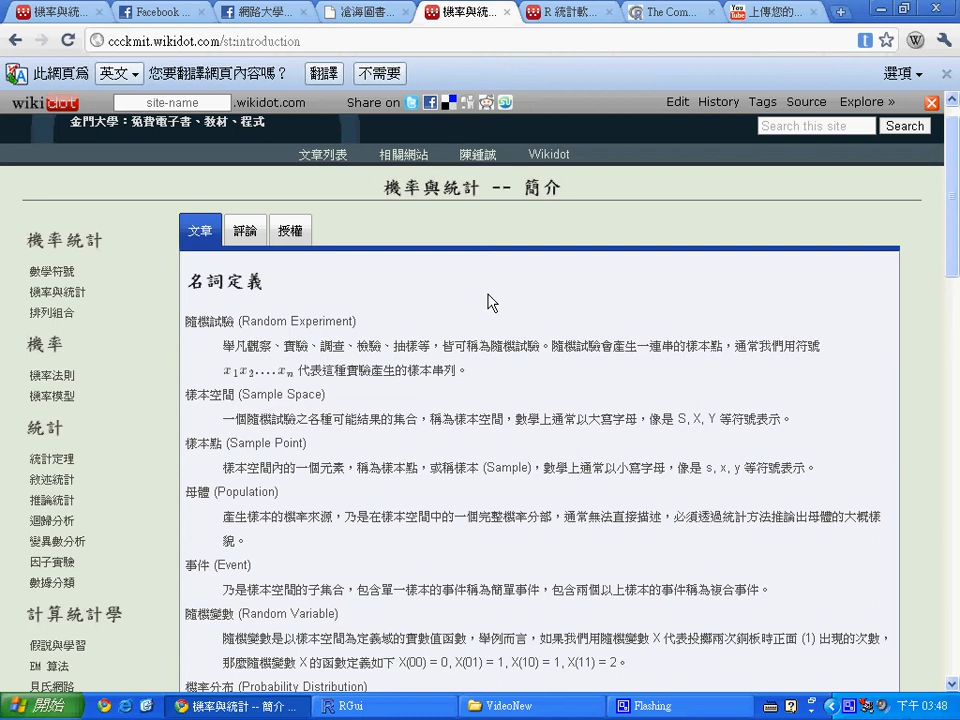 機率與統...
Facebook ...
網路大學...
滄海圖書...
機率與統...
R 統計軟...
The Com...
上傳您的...
ccckmit.wikidot.com/st:introduction
此網頁為 英文 您要翻譯網頁內容嗎？ 翻譯 不需要 選項
wikidot site-name .wikidot.com Share on Edit History Tags Source Explore »
金門大學：免費電子書、教材、程式
Search this site Search
文章列表 相關網站 陳鍾誠 Wikidot
機率與統計 -- 簡介
機率統計
數學符號
機率與統計
排列組合
機率
機率法則
機率模型
統計
統計定理
敘述統計
推論統計
迴歸分析
變異數分析
因子實驗
數據分類
計算統計學
假說與學習
EM 算法
貝氏網路
文章 評論 授權
名詞定義
隨機試驗 (Random Experiment)
舉凡觀察、實驗、調查、檢驗、抽樣等，皆可稱為隨機試驗。隨機試驗會產生一連串的樣本點，通常我們用符號
x1x2....xn 代表這種實驗產生的樣本串列。
樣本空間 (Sample Space)
一個隨機試驗之各種可能結果的集合，稱為樣本空間，數學上通常以大寫字母，像是 S, X, Y 等符號表示。
樣本點 (Sample Point)
樣本空間內的一個元素，稱為樣本點，或稱樣本 (Sample)，數學上通常以小寫字母，像是 s, x, y 等符號表示。
母體 (Population)
產生樣本的機率來源，乃是在樣本空間中的一個完整機率分部，通常無法直接描述，必須透過統計方法推論出母體的大概樣
貌。
事件 (Event)
乃是樣本空間的子集合，包含單一樣本的事件稱為簡單事件，包含兩個以上樣本的事件稱為複合事件。
隨機變數 (Random Variable)
隨機變數是以樣本空間為定義域的實數值函數，舉例而言，如果我們用隨機變數 X 代表投擲兩次銅板時正面 (1) 出現的次數，
那麼隨機變數 X 的函數定義如下 X(00) = 0, X(01) = 1, X(10) = 1, X(11) = 2。
機率分布 (Probability Distribution)
開始 機率與統計 -- 簡介 ... RGui VideoNew Flashing 下午 03:48